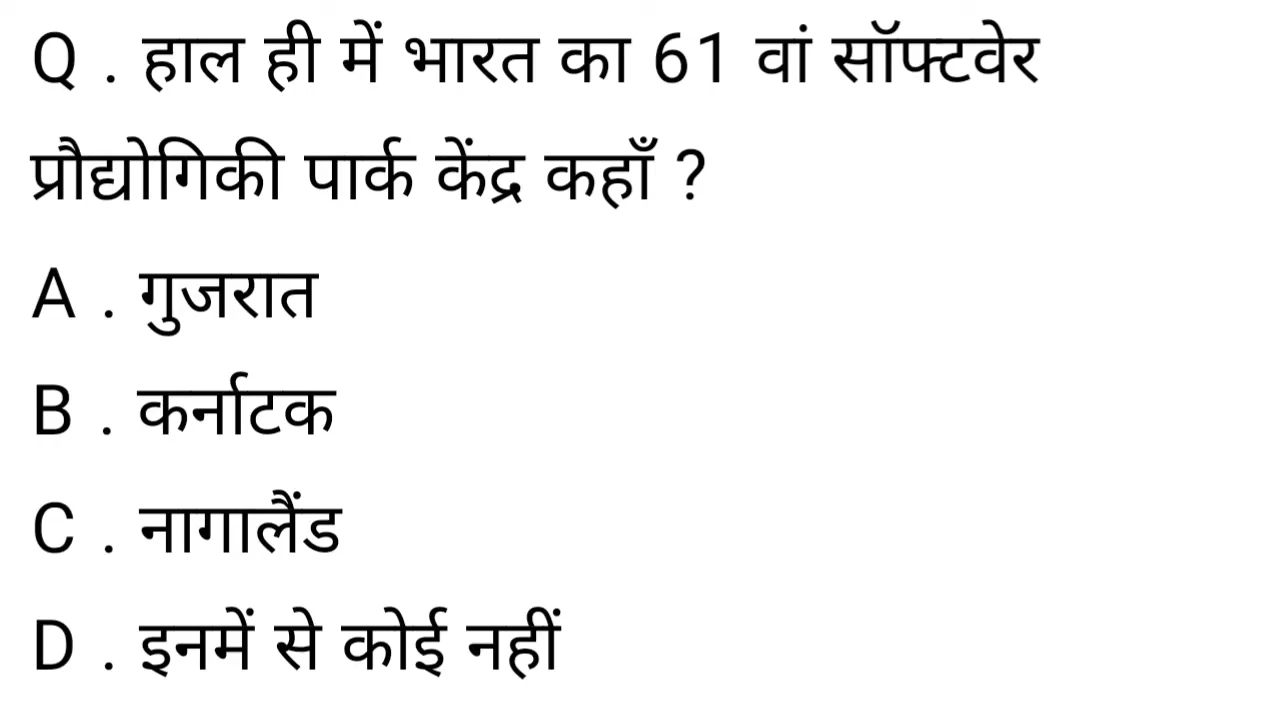 Q . हाल ही में भारत का 61 वां सॉफ्टवेर
प्रौद्योगिकी पार्क केंद्र कहाँ ?
A . गुजरात
B . कर्नाटक
C . नागालैंड
D . इनमें से कोई नहीं